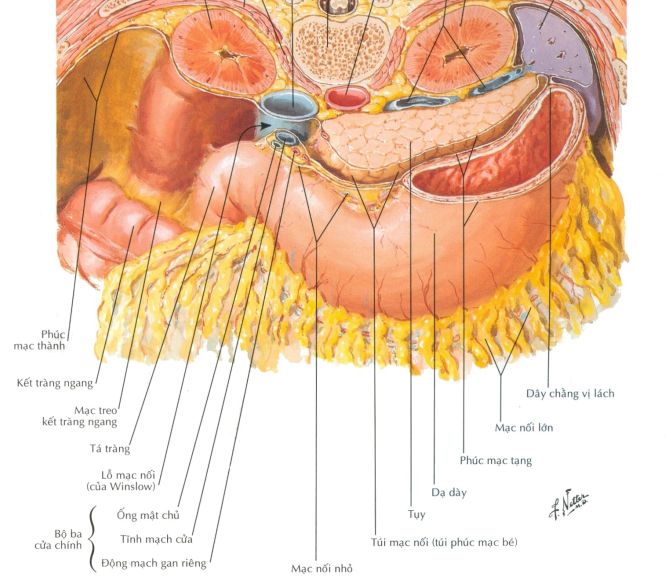 Phúc
mạc thành
Kết tràng ngang
Mạc treo
kết tràng ngang
Tá tràng
Lỗ mạc nối
(của Winslow)
Bộ ba
cửa chính
Ống mật chủ
Tĩnh mạch cửa
Động mạch gan riêng
Mạc nối nhỏ
Túi mạc nối (túi phúc mạc bé)
Tụy
Dạ dày
Phúc mạc tạng
Mạc nối lớn
Dây chằng vị lách
F. Netter
M.D.